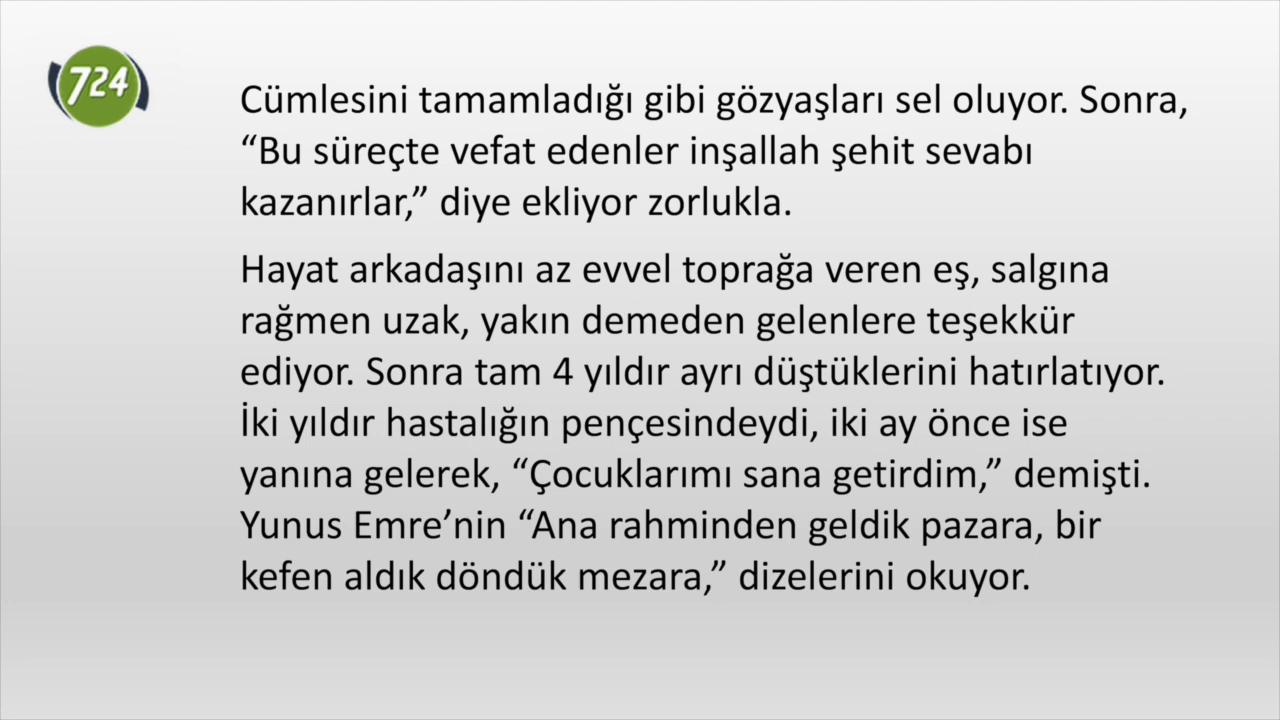 724
Cümlesini tamamladığı gibi gözyaşları sel oluyor. Sonra,
“Bu süreçte vefat edenler inşallah şehit sevabı
kazanırlar,” diye ekliyor zorlukla.
Hayat arkadaşını az evvel toprağa veren eş, salgına
rağmen uzak, yakın demeden gelenlere teşekkür
ediyor. Sonra tam 4 yıldır ayrı düştüklerini hatırlatıyor.
İki yıldır hastalığın pençesindeydi, iki ay önce ise
yanına gelerek, “Çocuklarımı sana getirdim,” demişti.
Yunus Emre’nin “Ana rahminden geldik pazara, bir
kefen aldık döndük mezara,” dizelerini okuyor.